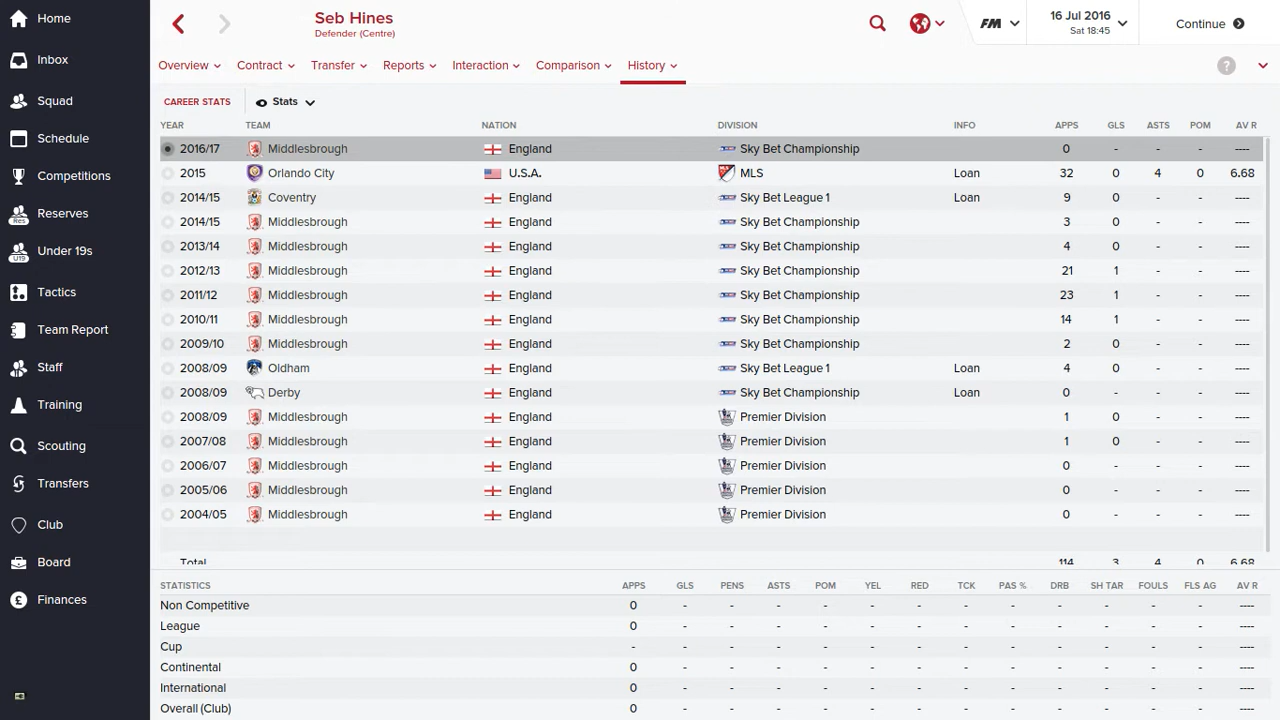 Home
Inbox
Squad
Schedule
Competitions
Reserves
Under 19s
Tactics
Team Report
Staff
Training
Scouting
Transfers
Club
Board
Finances
Seb Hines
Defender (Centre)
FM
16 Jul 2016
Sat 18:45
Continue
Overview Contract Transfer Reports Interaction Comparison History ?
CAREER STATS Stats
YEAR TEAM NATION DIVISION INFO APPS GLS ASTS POM AV R
2016/17 Middlesbrough England Sky Bet Championship 0 - - - ----
2015 Orlando City U.S.A. MLS Loan 32 0 4 0 6.68
2014/15 Coventry England Sky Bet League 1 Loan 9 0 - - ----
2014/15 Middlesbrough England Sky Bet Championship 3 0 - - ----
2013/14 Middlesbrough England Sky Bet Championship 4 0 - - ----
2012/13 Middlesbrough England Sky Bet Championship 21 1 - - ----
2011/12 Middlesbrough England Sky Bet Championship 23 1 - - ----
2010/11 Middlesbrough England Sky Bet Championship 14 1 - - ----
2009/10 Middlesbrough England Sky Bet Championship 2 0 - - ----
2008/09 Oldham England Sky Bet League 1 Loan 4 0 - - ----
2008/09 Derby England Sky Bet Championship Loan 0 - - - ----
2008/09 Middlesbrough England Premier Division 1 0 - - ----
2007/08 Middlesbrough England Premier Division 1 0 - - ----
2006/07 Middlesbrough England Premier Division 0 - - - ----
2005/06 Middlesbrough England Premier Division 0 - - - ----
2004/05 Middlesbrough England Premier Division 0 - - - ----
Total 114 3 4 0 6.68
STATISTICS APPS GLS PENS ASTS POM YEL RED TCK PAS % DRB SH TAR FOULS FLS AG AV R
Non Competitive 0 - - - - - - - - - - - - ----
League 0 - - - - - - - - - - - - ----
Cup - - - - - - - - - - - - - ----
Continental 0 - - - - - - - - - - - - ----
International 0 - - - - - - - - - - - - ----
Overall (Club) 0 - - - - - - - - - - - - ----